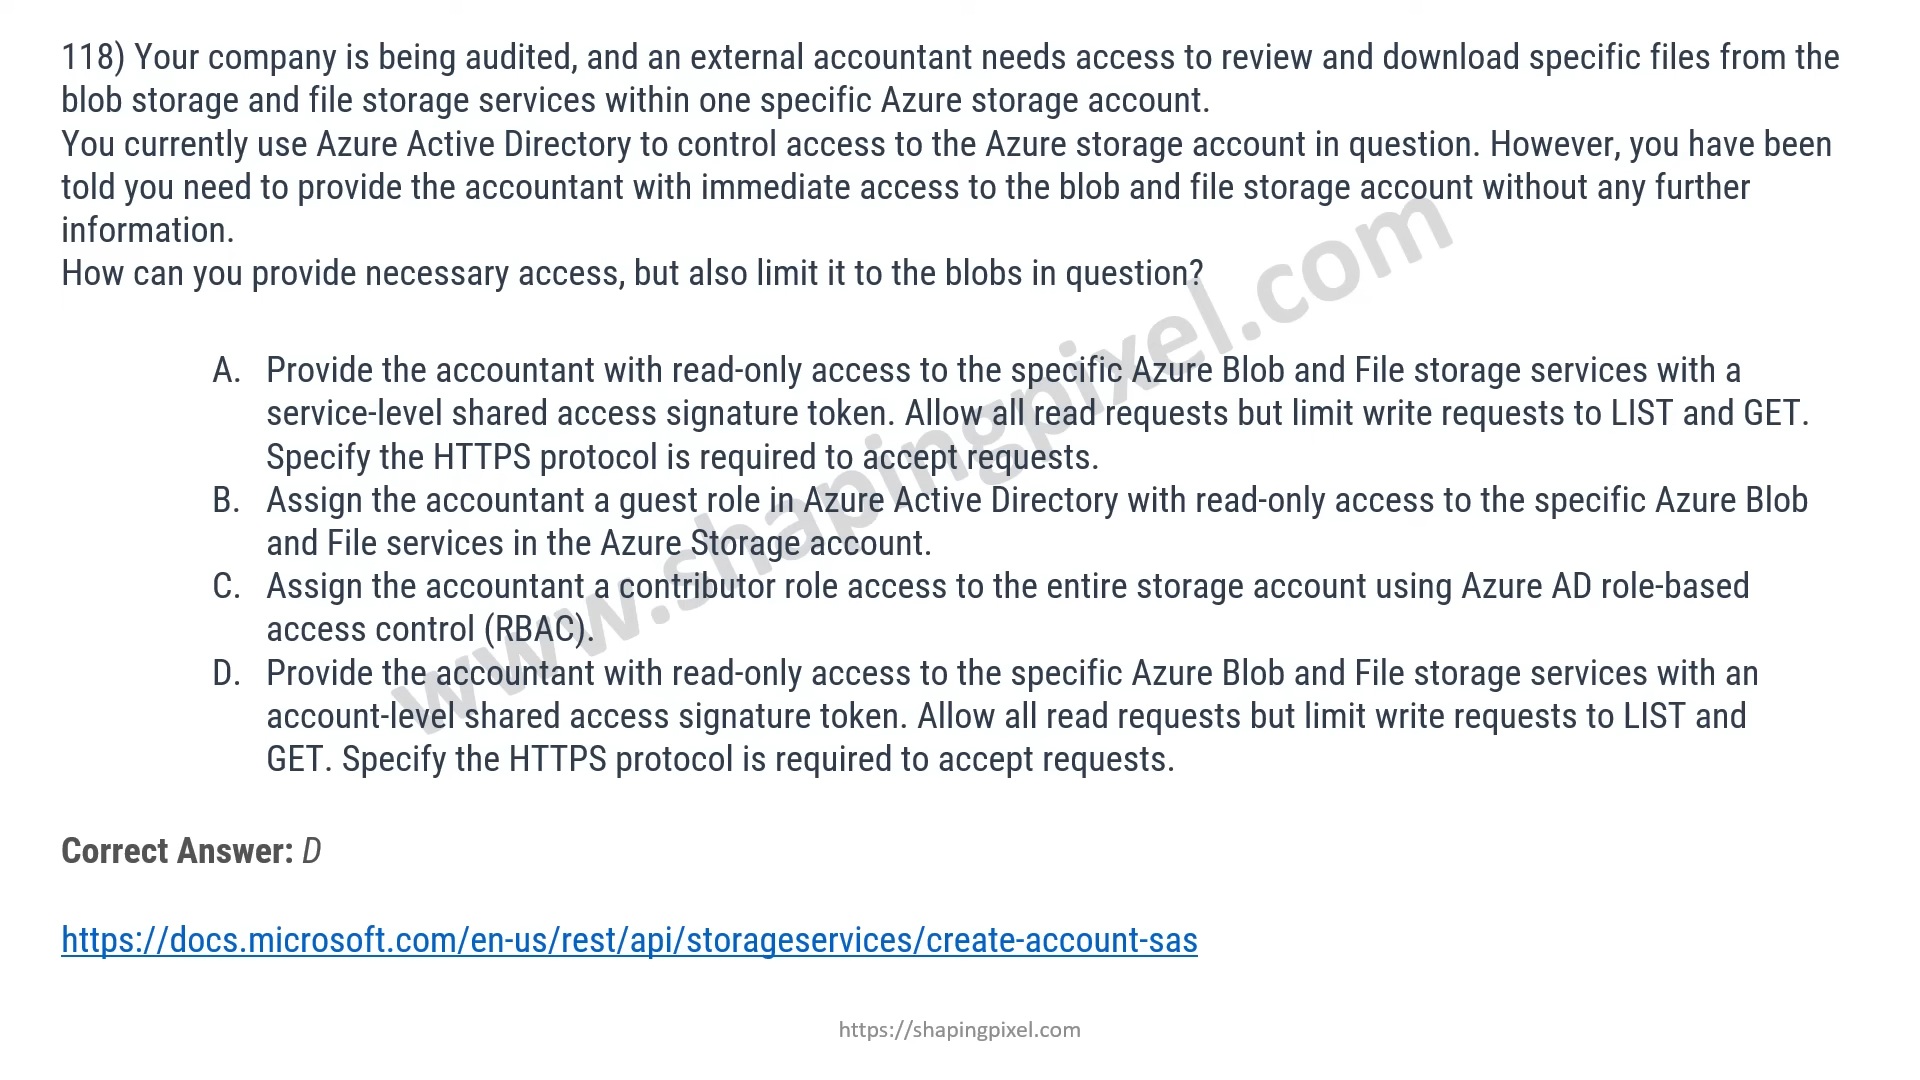 118) Your company is being audited, and an external accountant needs access to review and download specific files from the
blob storage and file storage services within one specific Azure storage account.
You currently use Azure Active Directory to control access to the Azure storage account in question. However, you have been
told you need to provide the accountant with immediate access to the blob and file storage account without any further
information.
How can you provide necessary access, but also limit it to the blobs in question?
A. Provide the accountant with read-only access to the specific Azure Blob and File storage services with a
service-level shared access signature token. Allow all read requests but limit write requests to LIST and GET.
Specify the HTTPS protocol is required to accept requests.
B. Assign the accountant a guest role in Azure Active Directory with read-only access to the specific Azure Blob
and File services in the Azure Storage account.
C. Assign the accountant a contributor role access to the entire storage account using Azure AD role-based
access control (RBAC).
D. Provide the accountant with read-only access to the specific Azure Blob and File storage services with an
account-level shared access signature token. Allow all read requests but limit write requests to LIST and
GET. Specify the HTTPS protocol is required to accept requests.
www.shapingpixel.com
Correct Answer: D
https://docs.microsoft.com/en-us/rest/api/storageservices/create-account-sas
https://shapingpixel.com